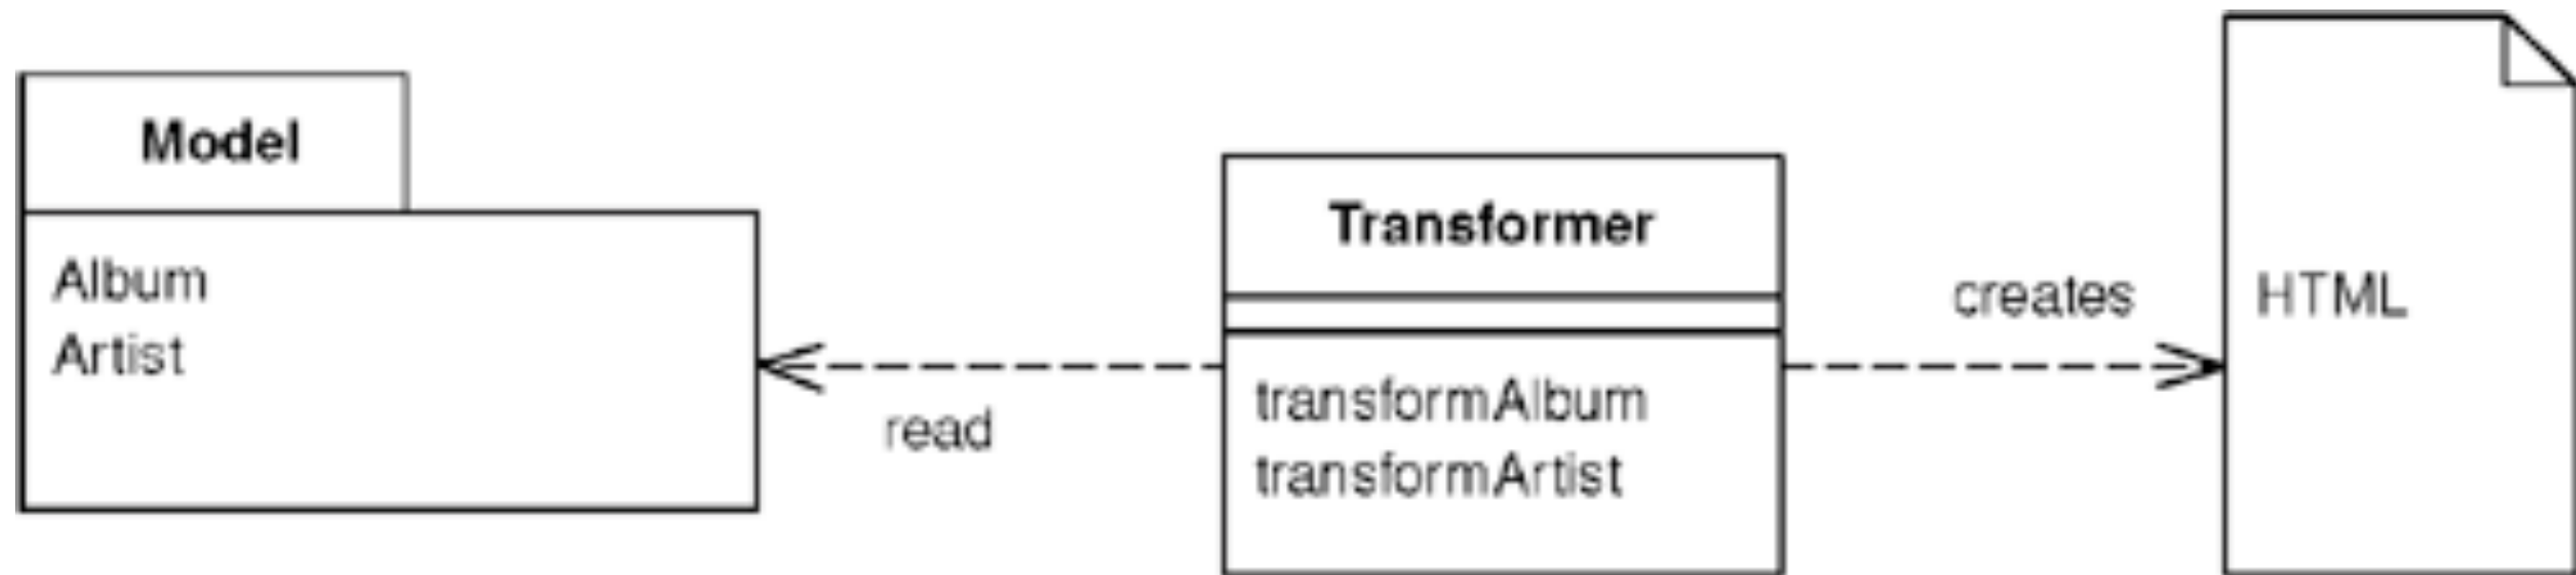 Model
Album
Artist
read
Transformer
transformAlbum
transformArtist
creates
HTML